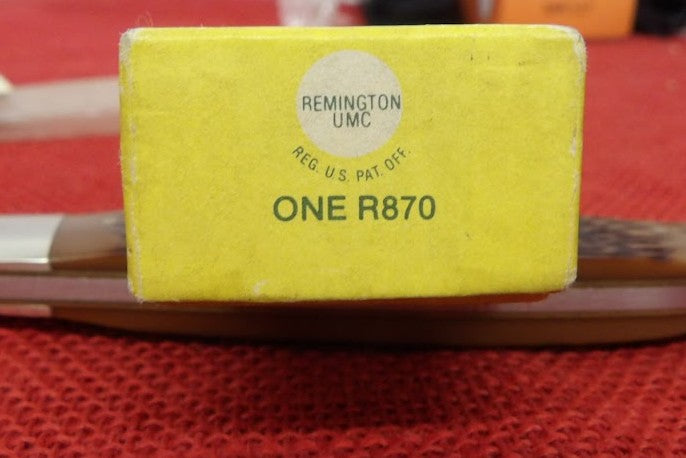 REMINGTON
UMC
REG. U.S. PAT. OFF.
ONE R870